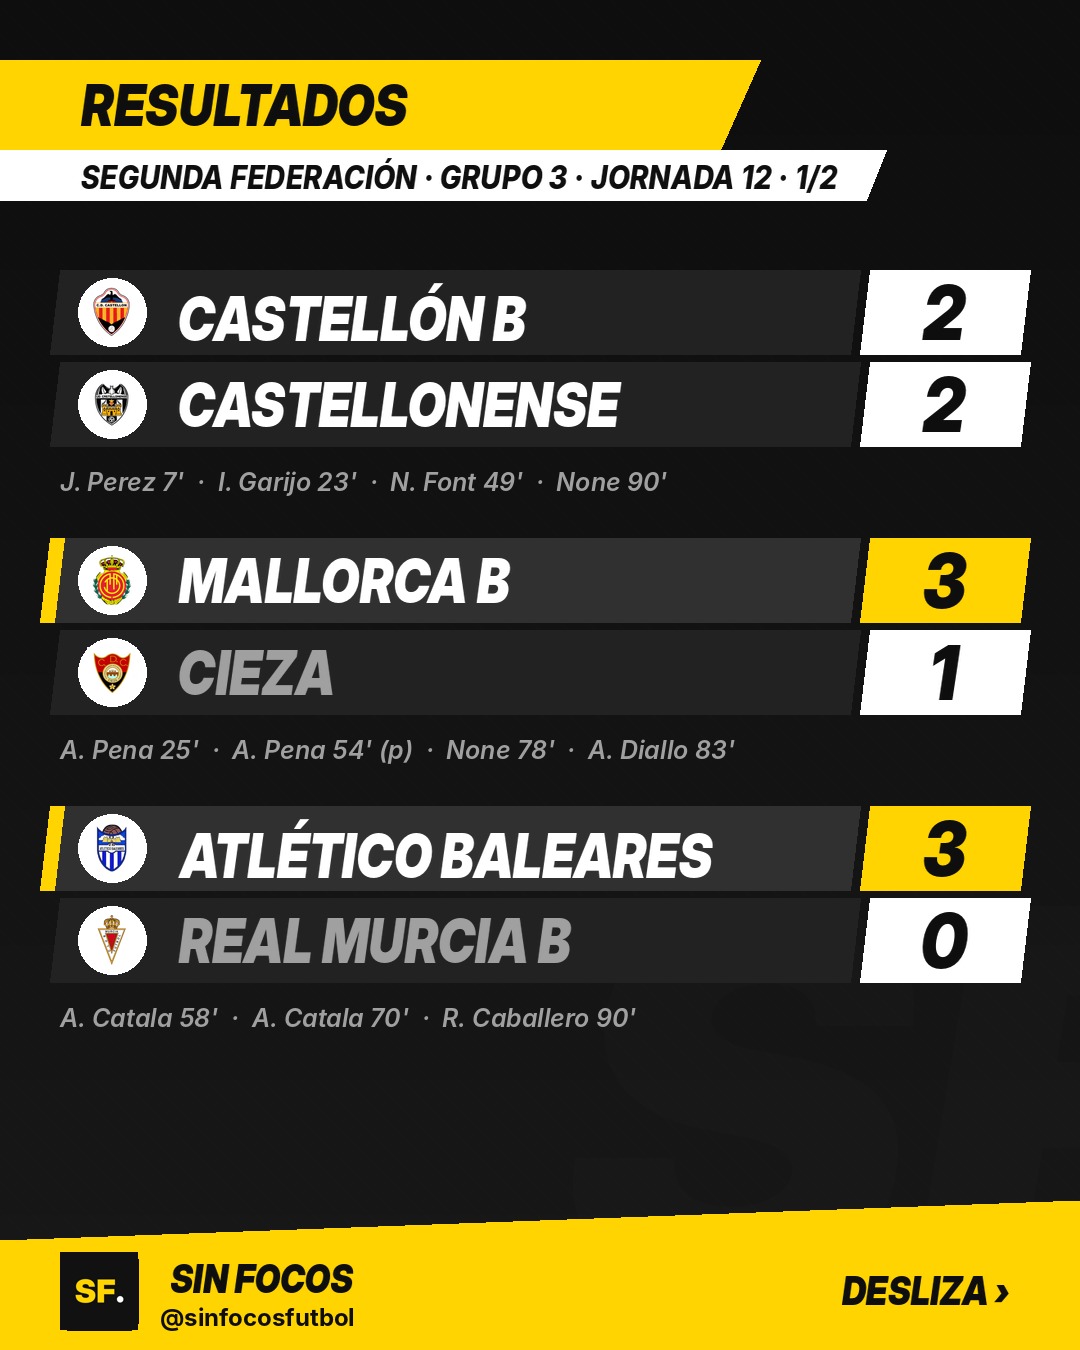 RESULTADOS
SEGUNDA FEDERACIÓN · GRUPO 3 · JORNADA 12 · 1/2
CASTELLÓN B 2
CASTELLONENSE 2
J. Perez 7' · I. Garijo 23' · N. Font 49' · None 90'
MALLORCA B 3
CIEZA 1
A. Pena 25' · A. Pena 54' (p) · None 78' · A. Diallo 83'
ATLÉTICO BALEARES 3
REAL MURCIA B 0
A. Catala 58' · A. Catala 70' · R. Caballero 90'
SF.
SIN FOCOS
@sinfocosfutbol
DESLIZA ›